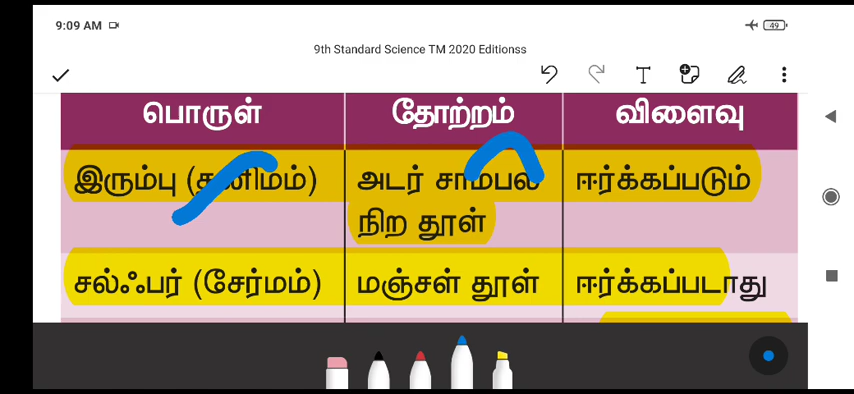 9:09 AM
49
9th Standard Science TM 2020 Editionss
T
பொருள் தோற்றம் விளைவு
இரும்பு (தனிமம்) அடர் சாம்பல் ஈர்க்கப்படும்
நிற தூள்
சல்ஃபர் (சேர்மம்) மஞ்சள் தூள் ஈர்க்கப்படாது